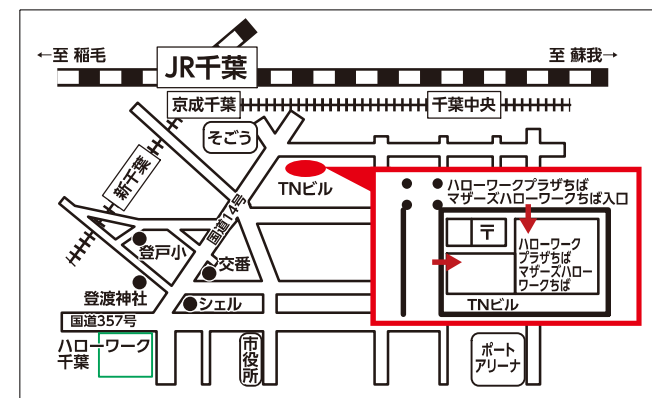 ←至 稲毛
至 蘇我→
JR千葉
京成千葉
千葉中央
そごう
新千葉
TNビル
国道14号
ハローワークプラザちば
マザーズハローワークちば入口
〒
ハローワーク
プラザちば
マザーズハロー
ワークちば
TNビル
登戸小
交番
登渡神社
シェル
国道357号
ハローワーク
千葉
市役所
ポート
アリーナ